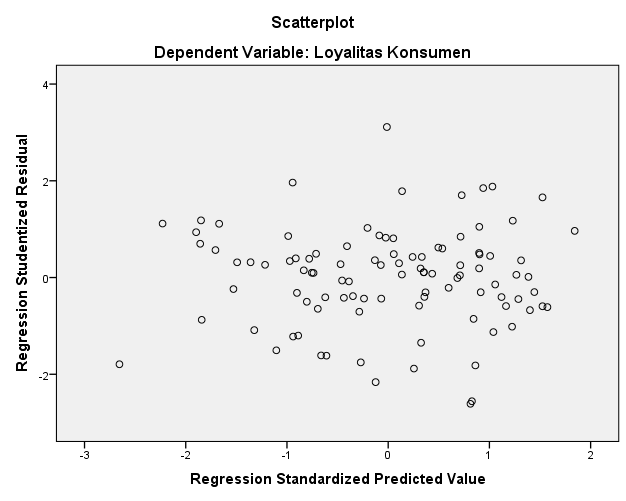 Scatterplot
Dependent Variable: Loyalitas Konsumen
Regression Studentized Residual
4
2
0
-2
-3
-2
-1
0
1
2
Regression Standardized Predicted Value